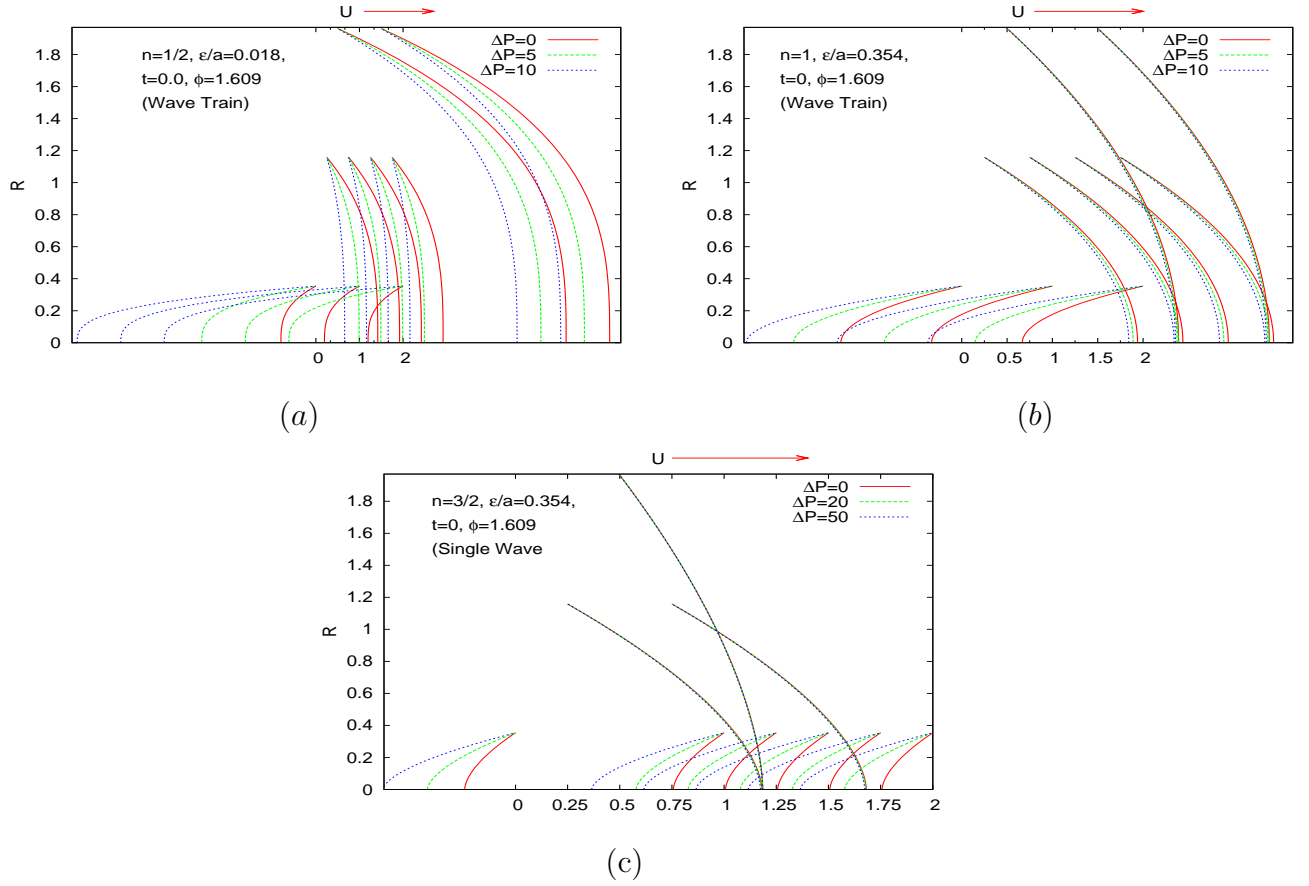 U
n=1/2, ε/a=0.018,
t=0.0, ϕ=1.609
(Wave Train)
ΔP=0
ΔP=5
ΔP=10
R
1.8
1.6
1.4
1.2
1
0.8
0.6
0.4
0.2
0
0 1 2
(a)
U
n=1, ε/a=0.354,
t=0, ϕ=1.609
(Wave Train)
ΔP=0
ΔP=5
ΔP=10
R
1.8
1.6
1.4
1.2
1
0.8
0.6
0.4
0.2
0
0 0.5 1 1.5 2
(b)
U
n=3/2, ε/a=0.354,
t=0, ϕ=1.609
(Single Wave
ΔP=0
ΔP=20
ΔP=50
R
1.8
1.6
1.4
1.2
1
0.8
0.6
0.4
0.2
0
0 0.25 0.5 0.75 1 1.25 1.5 1.75 2
(c)